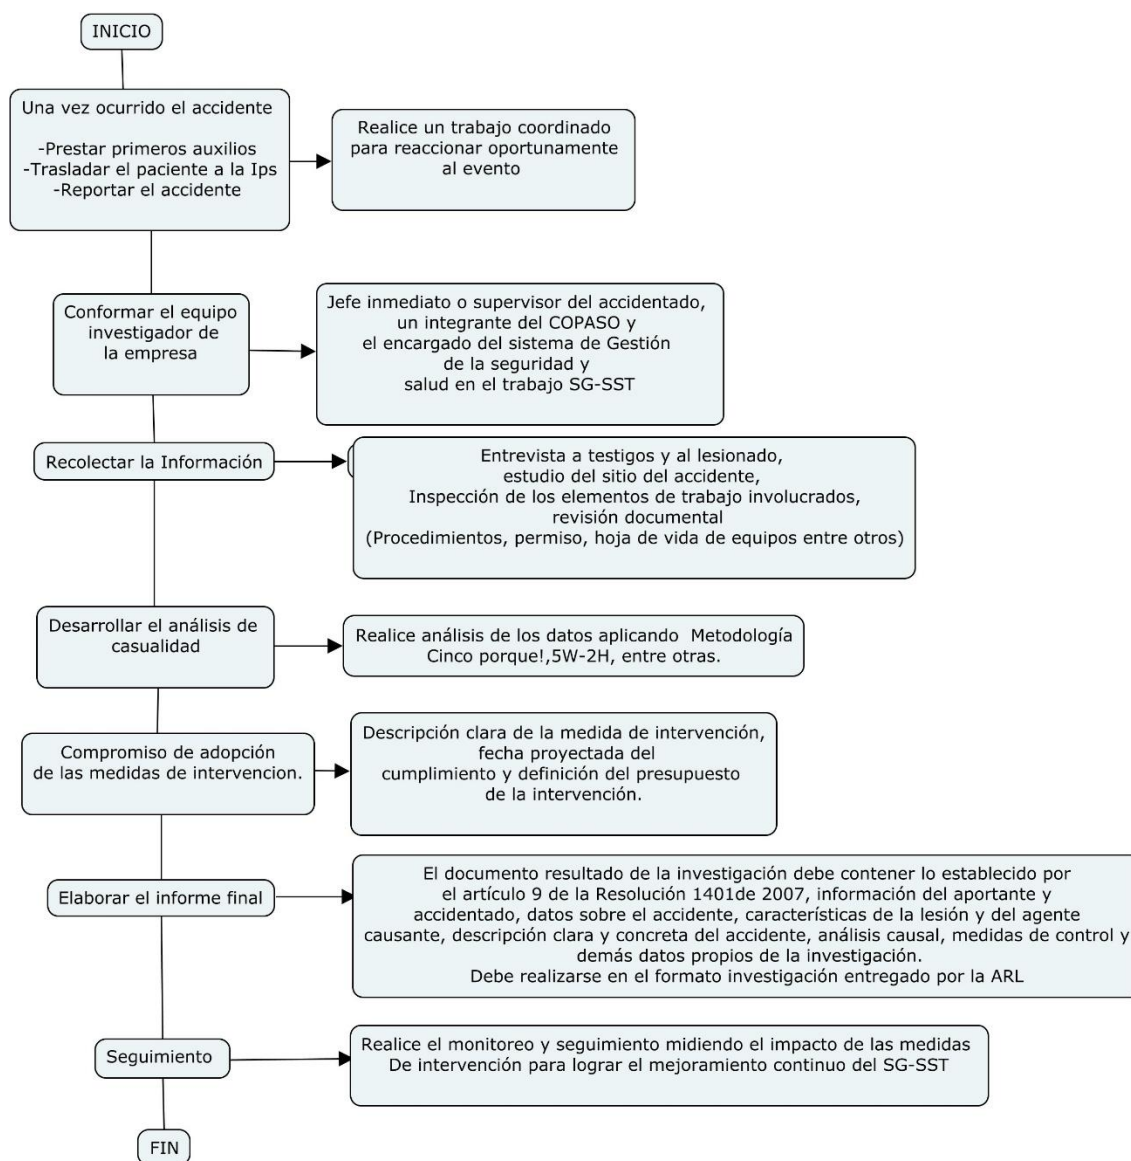 INICIO
Una vez ocurrido el accidente
-Prestar primeros auxilios
-Trasladar el paciente a la Ips
-Reportar el accidente
Realice un trabajo coordinado
para reaccionar oportunamente
al evento
Conformar el equipo
investigador de
la empresa
Jefe inmediato o supervisor del accidentado,
un integrante del COPASO y
el encargado del sistema de Gestión
de la seguridad y
salud en el trabajo SG-SST
Recolectar la Información
Entrevista a testigos y al lesionado,
estudio del sitio del accidente,
Inspección de los elementos de trabajo involucrados,
revisión documental
(Procedimientos, permiso, hoja de vida de equipos entre otros)
Desarrollar el análisis de
casualidad
Realice análisis de los datos aplicando Metodología
Cinco porque!,5W-2H, entre otras.
Compromiso de adopción
de las medidas de intervencion.
Descripción clara de la medida de intervención,
fecha proyectada del
cumplimiento y definición del presupuesto
de la intervención.
Elaborar el informe final
El documento resultado de la investigación debe contener lo establecido por
el artículo 9 de la Resolución 1401de 2007, información del aportante y
accidentado, datos sobre el accidente, características de la lesión y del agente
causante, descripción clara y concreta del accidente, análisis causal, medidas de control y
demás datos propios de la investigación.
Debe realizarse en el formato investigación entregado por la ARL
Seguimiento
Realice el monitoreo y seguimiento midiendo el impacto de las medidas
De intervención para lograr el mejoramiento continuo del SG-SST
FIN